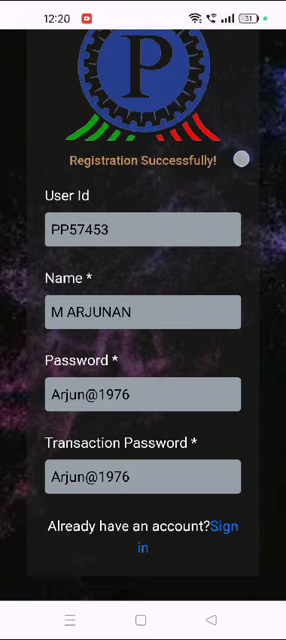 12:20
31
P
Registration Successfully!
User Id
PP57453
Name *
M ARJUNAN
Password *
Arjun@1976
Transaction Password *
Arjun@1976
Already have an account?Sign
in